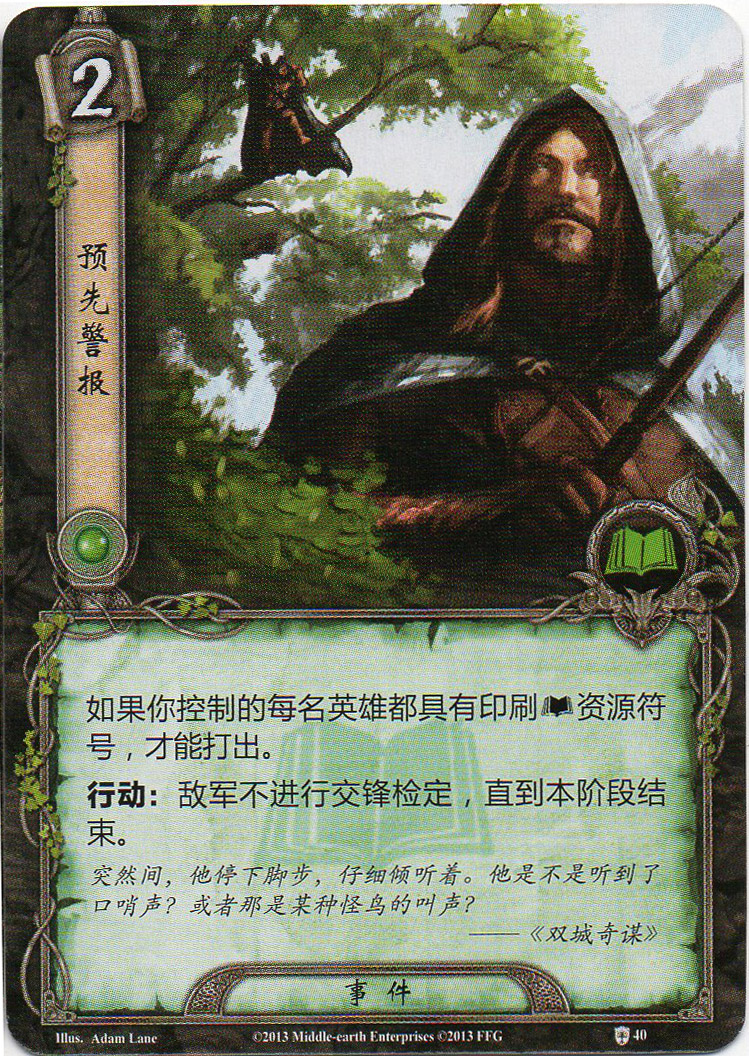 2
预先警报
如果你控制的每名英雄都具有印刷资源符
号，才能打出。
行动：敌军不进行交锋检定，直到本阶段结
束。
突然间，他停下脚步，仔细倾听着。他是不是听到了
口哨声？或者那是某种怪鸟的叫声？
——《双城奇谋》
事件
Illus. Adam Lane
©2013 Middle-earth Enterprises ©2013 FFG
40